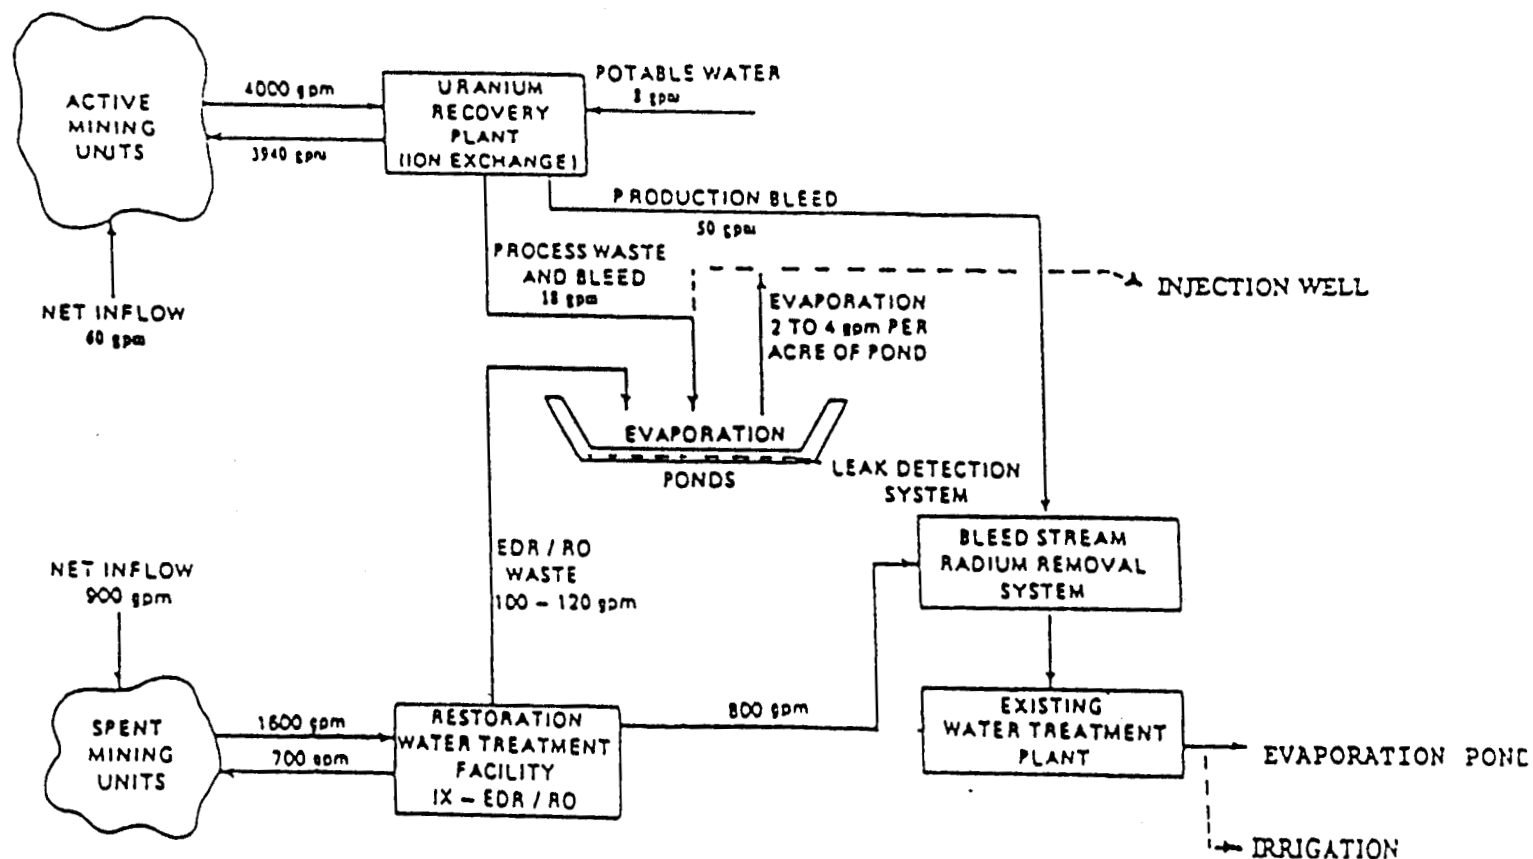 ACTIVE
MINING
UNITS
4000 gpm
3940 gpm
URANIUM
RECOVERY
PLANT
(ION EXCHANGE)
POTABLE WATER
8 gpm
PRODUCTION BLEED
50 gpm
PROCESS WASTE
AND BLEED
18 gpm
NET INFLOW
60 gpm
EVAPORATION
2 TO 4 gpm PER
ACRE OF POND
INJECTION WELL
EVAPORATION
PONDS
LEAK DETECTION
SYSTEM
EDR / RO
WASTE
100 – 120 gpm
BLEED STREAM
RADIUM REMOVAL
SYSTEM
NET INFLOW
900 gpm
SPENT
MINING
UNITS
1600 gpm
700 gpm
RESTORATION
WATER TREATMENT
FACILITY
IX – EDR / RO
800 gpm
EXISTING
WATER TREATMENT
PLANT
EVAPORATION POND
IRRIGATION